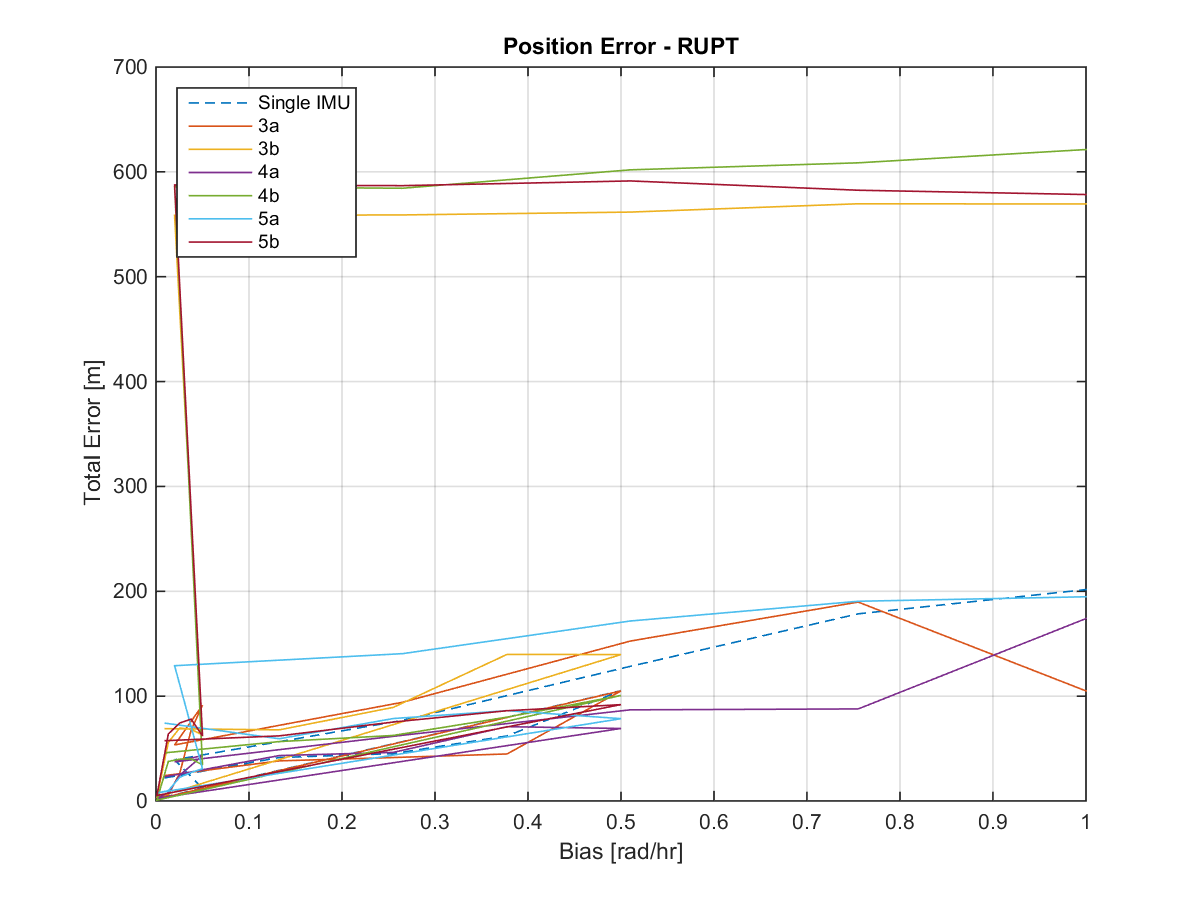 Position Error - RUPT
700
600
500
400
300
200
100
0
Total Error [m]
Single IMU
3a
3b
4a
4b
5a
5b
0 0.1 0.2 0.3 0.4 0.5 0.6 0.7 0.8 0.9 1
Bias [rad/hr]